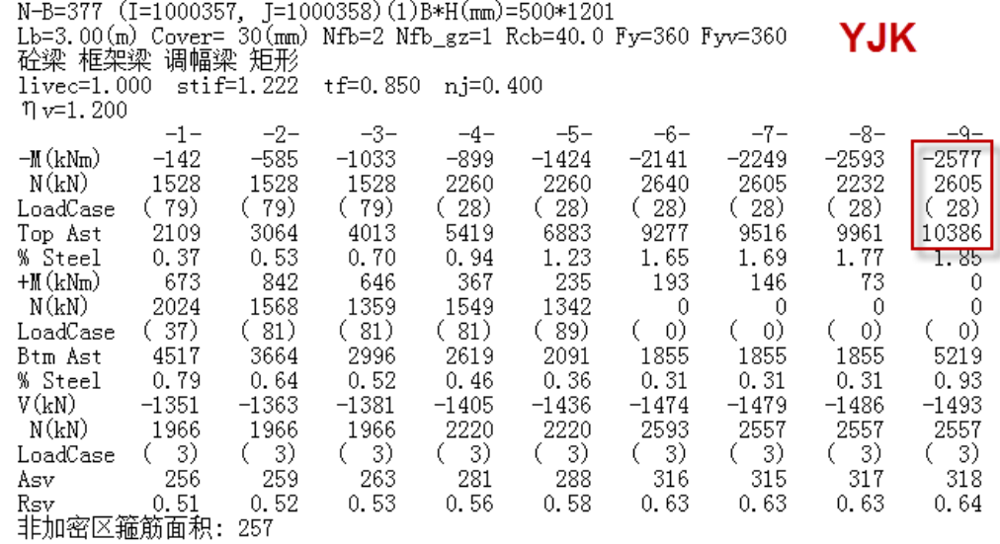 N-B=377 (I=1000357, J=1000358)(1)B*H(mm)=500*1201
Lb=3.00(m) Cover= 30(mm) Nfb=2 Nfb_gz=1 Rcb=40.0 Fy=360 Fyv=360
YJK
砼梁 框架梁 调幅梁 矩形
livec=1.000 stif=1.222 tf=0.850 nj=0.400
ηv=1.200
-1- -2- -3- -4- -5- -6- -7- -8- -9-
-M(kNm) -142 -585 -1033 -899 -1424 -2141 -2249 -2593 -2577
N(kN) 1528 1528 1528 2260 2260 2640 2605 2232 2605
LoadCase ( 79) ( 79) ( 79) ( 28) ( 28) ( 28) ( 28) ( 28) ( 28)
Top Ast 2109 3064 4013 5419 6883 9277 9516 9961 10386
% Steel 0.37 0.53 0.70 0.94 1.23 1.65 1.69 1.77 1.85
+M(kNm) 673 842 646 367 235 193 146 73 0
N(kN) 2024 1568 1359 1549 1342 0 0 0 0
LoadCase ( 37) ( 81) ( 81) ( 81) ( 89) ( 0) ( 0) ( 0) ( 0)
Btm Ast 4517 3664 2996 2619 2091 1855 1855 1855 5219
% Steel 0.79 0.64 0.52 0.46 0.36 0.31 0.31 0.31 0.93
V(kN) -1351 -1363 -1381 -1405 -1436 -1474 -1479 -1486 -1493
N(kN) 1966 1966 1966 2220 2220 2593 2557 2557 2557
LoadCase ( 3) ( 3) ( 3) ( 3) ( 3) ( 3) ( 3) ( 3) ( 3)
Asv 256 259 263 281 288 316 315 317 318
Rsv 0.51 0.52 0.53 0.56 0.58 0.63 0.63 0.63 0.64
非加密区箍筋面积: 257